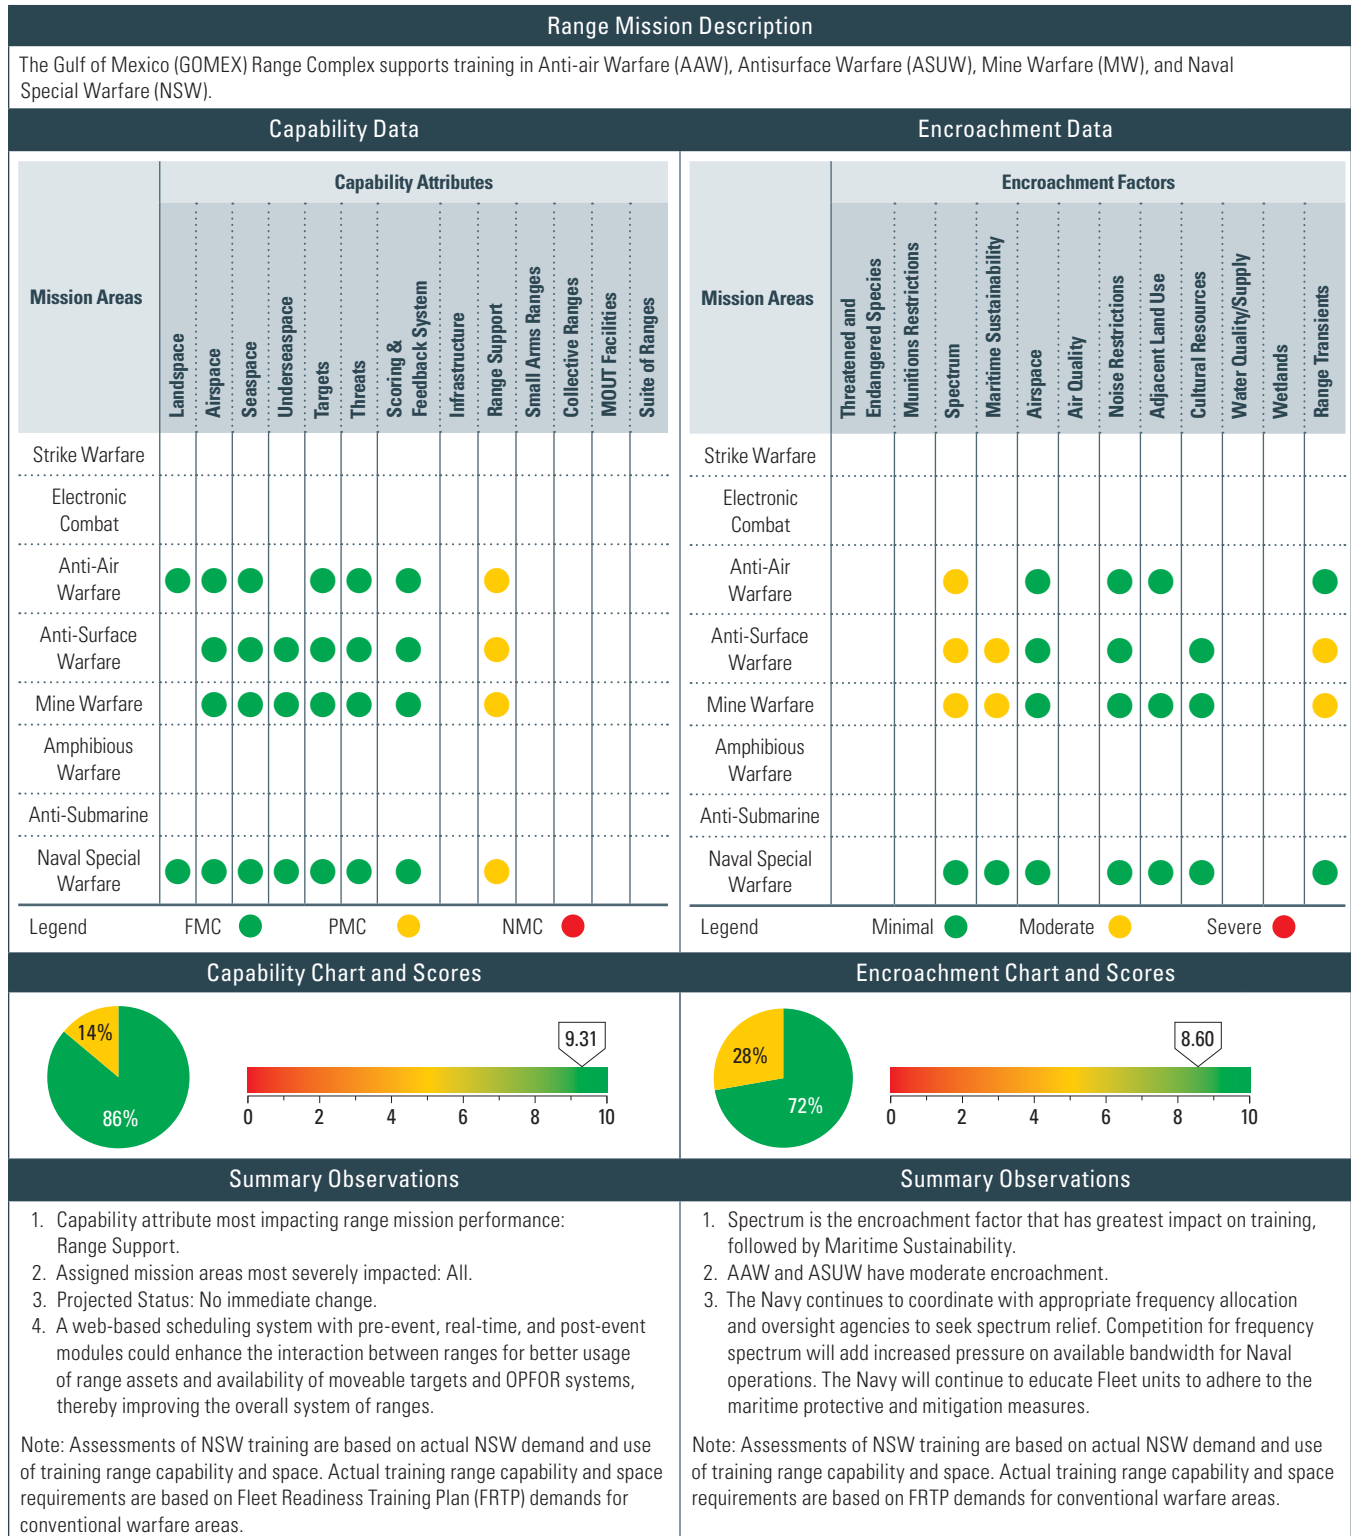 Range Mission Description
The Gulf of Mexico (GOMEX) Range Complex supports training in Anti-air Warfare (AAW), Antisurface Warfare (ASUW), Mine Warfare (MW), and Naval
Special Warfare (NSW).
Capability Data
Mission Areas
Capability Attributes
Landspace
Airspace
Seaspace
Underseaspace
Targets
Threats
Scoring &
Feedback System
Infrastructure
Range Support
Small Arms Ranges
Collective Ranges
MOUT Facilities
Suite of Ranges
Strike Warfare
Electronic
Combat
Anti-Air
Warfare
Anti-Surface
Warfare
Mine Warfare
Amphibious
Warfare
Anti-Submarine
Naval Special
Warfare
Legend FMC PMC NMC
Encroachment Data
Mission Areas
Encroachment Factors
Threatened and
Endangered Species
Munitions Restrictions
Spectrum
Maritime Sustainability
Airspace
Air Quality
Noise Restrictions
Adjacent Land Use
Cultural Resources
Water Quality/Supply
Wetlands
Range Transients
Strike Warfare
Electronic
Combat
Anti-Air
Warfare
Anti-Surface
Warfare
Mine Warfare
Amphibious
Warfare
Anti-Submarine
Naval Special
Warfare
Legend Minimal Moderate Severe
Capability Chart and Scores
14%
86%
9.31
0 2 4 6 8 10
Encroachment Chart and Scores
28%
72%
8.60
0 2 4 6 8 10
Summary Observations
1. Capability attribute most impacting range mission performance:
Range Support.
2. Assigned mission areas most severely impacted: All.
3. Projected Status: No immediate change.
4. A web-based scheduling system with pre-event, real-time, and post-event
modules could enhance the interaction between ranges for better usage
of range assets and availability of moveable targets and OPFOR systems,
thereby improving the overall system of ranges.
Note: Assessments of NSW training are based on actual NSW demand and use
of training range capability and space. Actual training range capability and space
requirements are based on Fleet Readiness Training Plan (FRTP) demands for
conventional warfare areas.
Summary Observations
1. Spectrum is the encroachment factor that has greatest impact on training,
followed by Maritime Sustainability.
2. AAW and ASUW have moderate encroachment.
3. The Navy continues to coordinate with appropriate frequency allocation
and oversight agencies to seek spectrum relief. Competition for frequency
spectrum will add increased pressure on available bandwidth for Naval
operations. The Navy will continue to educate Fleet units to adhere to the
maritime protective and mitigation measures.
Note: Assessments of NSW training are based on actual NSW demand and use
of training range capability and space. Actual training range capability and space
requirements are based on FRTP demands for conventional warfare areas.